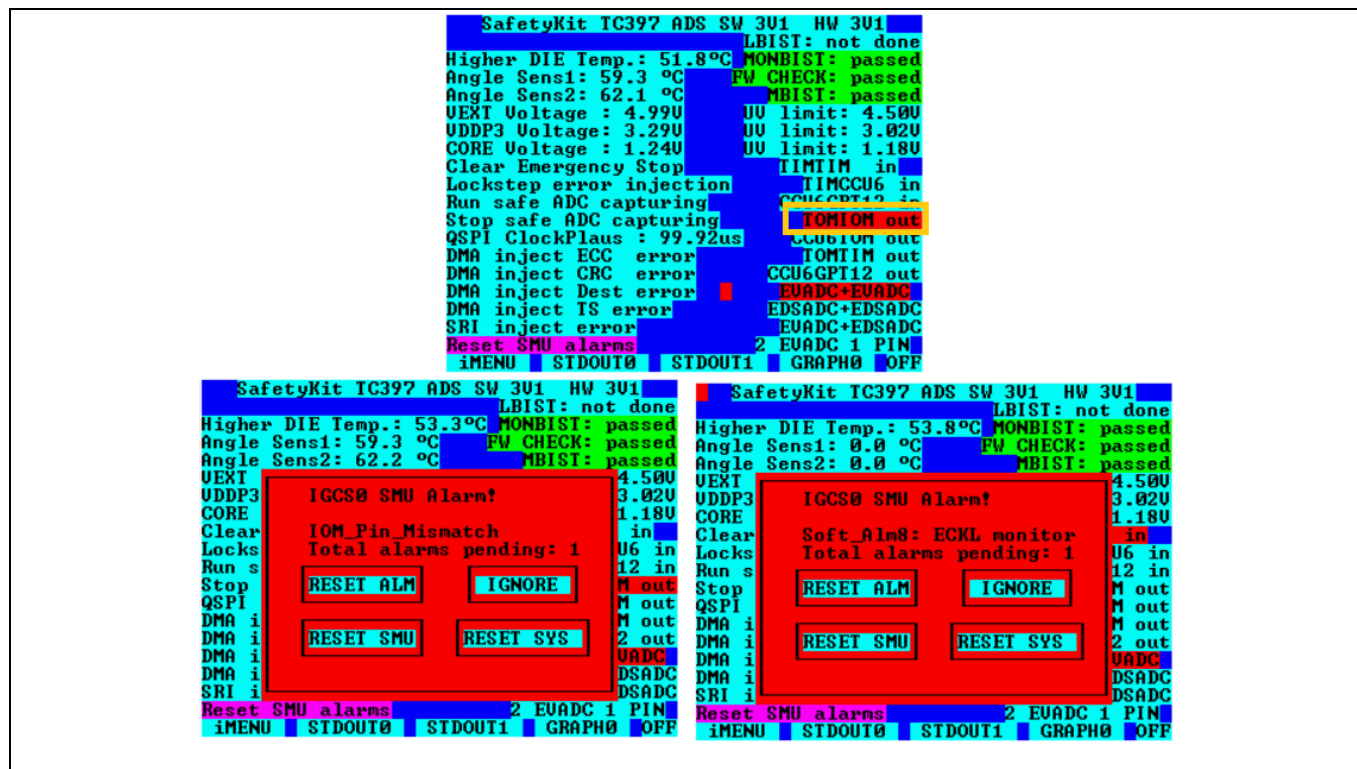 SafetyKit TC397 ADS SW 3V1 HW 3V1
LBIST: not done
Higher DIE Temp.: 51.8ºC MONBIST: passed
Angle Sens1: 59.3 ºC FW CHECK: passed
Angle Sens2: 62.1 ºC MBIST: passed
VEXT Voltage : 4.99V UV limit: 4.50V
VDDP3 Voltage: 3.29V UV limit: 3.02V
CORE Voltage : 1.24V UV limit: 1.18V
Clear Emergency Stop TIMTIM in
Lockstep error injection TIMCCU6 in
Run safe ADC capturing CCU6GPT12 in
Stop safe ADC capturing TOMIOM out
QSPI ClockPlaus : 99.92us CCU6IOM out
DMA inject ECC error TOMTIM out
DMA inject CRC error CCU6GPT12 out
DMA inject Dest error EVADC+EVADC
DMA inject TS error EDSADC+EDSADC
SRI inject error EVADC+EDSADC
Reset SMU alarms 2 EVADC 1 PIN
iMENU STDOUT0 STDOUT1 GRAPH0 OFF
SafetyKit TC397 ADS SW 3V1 HW 3V1
LBIST: not done
Higher DIE Temp.: 53.3ºC MONBIST: passed
Angle Sens1: 59.3 ºC FW CHECK: passed
Angle Sens2: 62.2 ºC MBIST: passed
VEXT 4.50V
VDDP3 IGCS0 SMU Alarm! 3.02V
CORE 1.18V
Clear IOM_Pin_Mismatch in
Locks Total alarms pending: 1 U6 in
Run s 12 in
Stop RESET ALM IGNORE M out
QSPI M out
DMA i M out
DMA i RESET SMU RESET SYS 2 out
DMA i VADC
DMA i DSADC
SRI i DSADC
Reset SMU alarms 2 EVADC 1 PIN
iMENU STDOUT0 STDOUT1 GRAPH0 OFF
SafetyKit TC397 ADS SW 3V1 HW 3V1
LBIST: not done
Higher DIE Temp.: 53.8ºC MONBIST: passed
Angle Sens1: 0.0 ºC FW CHECK: passed
Angle Sens2: 0.0 ºC MBIST: passed
VEXT 4.50V
VDDP3 IGCS0 SMU Alarm! 3.02V
CORE 1.18V
Clear Soft_Alm8: ECKL monitor in
Locks Total alarms pending: 1 U6 in
Run s 12 in
Stop RESET ALM IGNORE M out
QSPI M out
DMA i M out
DMA i RESET SMU RESET SYS 2 out
DMA i VADC
DMA i DSADC
SRI i DSADC
Reset SMU alarms 2 EVADC 1 PIN
iMENU STDOUT0 STDOUT1 GRAPH0 OFF